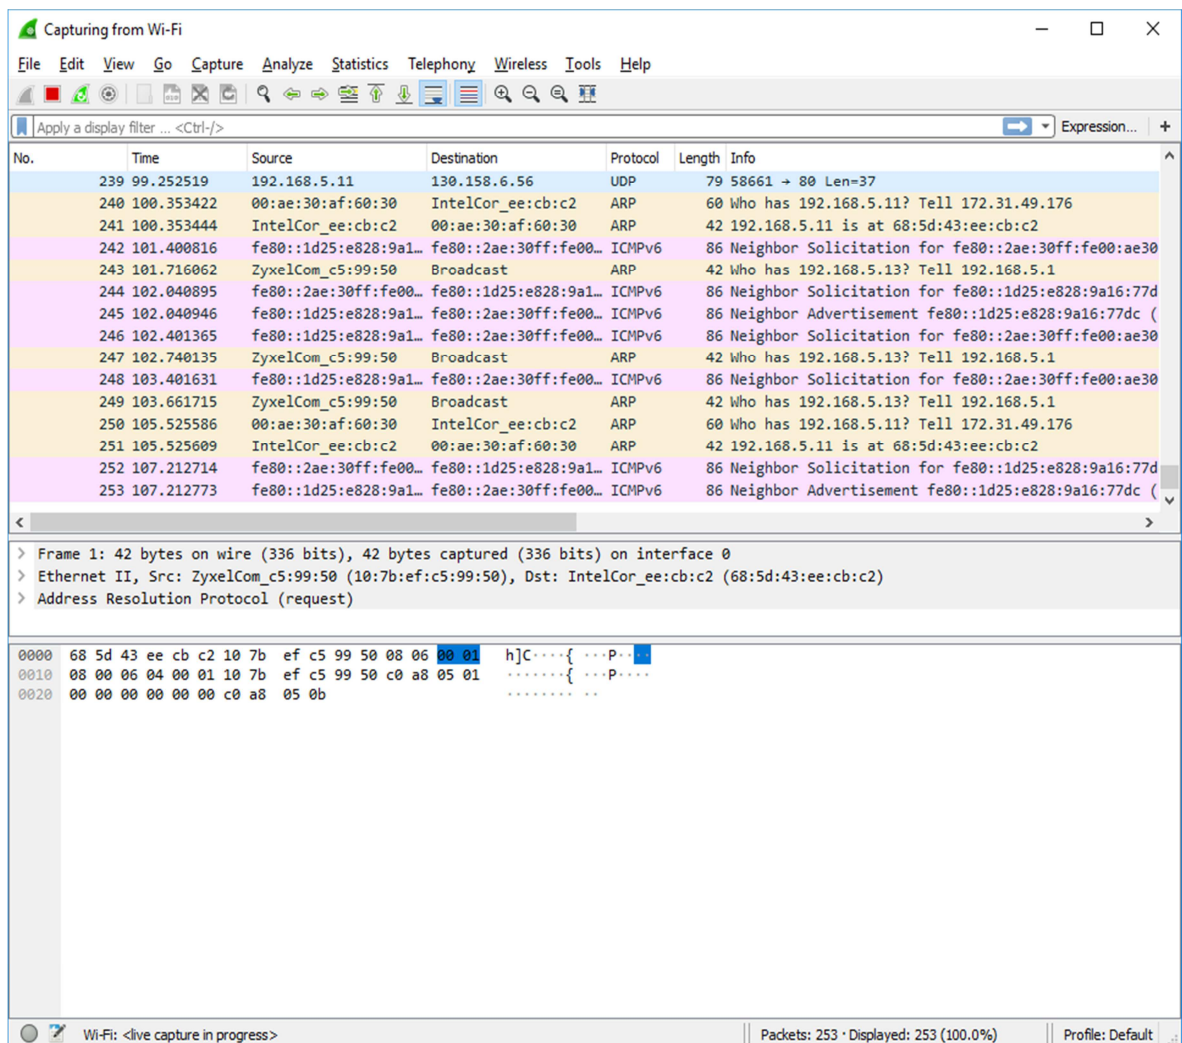 Capturing from Wi-Fi
File Edit View Go Capture Analyze Statistics Telephony Wireless Tools Help
Apply a display filter ... <Ctrl-/> Expression... +
No. Time Source Destination Protocol Length Info
239 99.252519 192.168.5.11 130.158.6.56 UDP 79 58661 → 80 Len=37
240 100.353422 00:ae:30:af:60:30 IntelCor_ee:cb:c2 ARP 60 Who has 192.168.5.11? Tell 172.31.49.176
241 100.353444 IntelCor_ee:cb:c2 00:ae:30:af:60:30 ARP 42 192.168.5.11 is at 68:5d:43:ee:cb:c2
242 101.400816 fe80::1d25:e828:9a1… fe80::2ae:30ff:fe00… ICMPv6 86 Neighbor Solicitation for fe80::2ae:30ff:fe00:ae30
243 101.716062 ZyxelCom_c5:99:50 Broadcast ARP 42 Who has 192.168.5.13? Tell 192.168.5.1
244 102.040895 fe80::2ae:30ff:fe00… fe80::1d25:e828:9a1… ICMPv6 86 Neighbor Solicitation for fe80::1d25:e828:9a16:77d
245 102.040946 fe80::1d25:e828:9a1… fe80::2ae:30ff:fe00… ICMPv6 86 Neighbor Advertisement fe80::1d25:e828:9a16:77dc (
246 102.401365 fe80::1d25:e828:9a1… fe80::2ae:30ff:fe00… ICMPv6 86 Neighbor Solicitation for fe80::2ae:30ff:fe00:ae30
247 102.740135 ZyxelCom_c5:99:50 Broadcast ARP 42 Who has 192.168.5.13? Tell 192.168.5.1
248 103.401631 fe80::1d25:e828:9a1… fe80::2ae:30ff:fe00… ICMPv6 86 Neighbor Solicitation for fe80::2ae:30ff:fe00:ae30
249 103.661715 ZyxelCom_c5:99:50 Broadcast ARP 42 Who has 192.168.5.13? Tell 192.168.5.1
250 105.525586 00:ae:30:af:60:30 IntelCor_ee:cb:c2 ARP 60 Who has 192.168.5.11? Tell 172.31.49.176
251 105.525609 IntelCor_ee:cb:c2 00:ae:30:af:60:30 ARP 42 192.168.5.11 is at 68:5d:43:ee:cb:c2
252 107.212714 fe80::2ae:30ff:fe00… fe80::1d25:e828:9a1… ICMPv6 86 Neighbor Solicitation for fe80::1d25:e828:9a16:77d
253 107.212773 fe80::1d25:e828:9a1… fe80::2ae:30ff:fe00… ICMPv6 86 Neighbor Advertisement fe80::1d25:e828:9a16:77dc (
> Frame 1: 42 bytes on wire (336 bits), 42 bytes captured (336 bits) on interface 0
> Ethernet II, Src: ZyxelCom_c5:99:50 (10:7b:ef:c5:99:50), Dst: IntelCor_ee:cb:c2 (68:5d:43:ee:cb:c2)
> Address Resolution Protocol (request)
0000 68 5d 43 ee cb c2 10 7b ef c5 99 50 08 06 00 01 h]C····{ ···P····
0010 08 00 06 04 00 01 10 7b ef c5 99 50 c0 a8 05 01 ·······{ ···P····
0020 00 00 00 00 00 00 c0 a8 05 0b ········ ··
Wi-Fi: <live capture in progress> Packets: 253 · Displayed: 253 (100.0%) Profile: Default